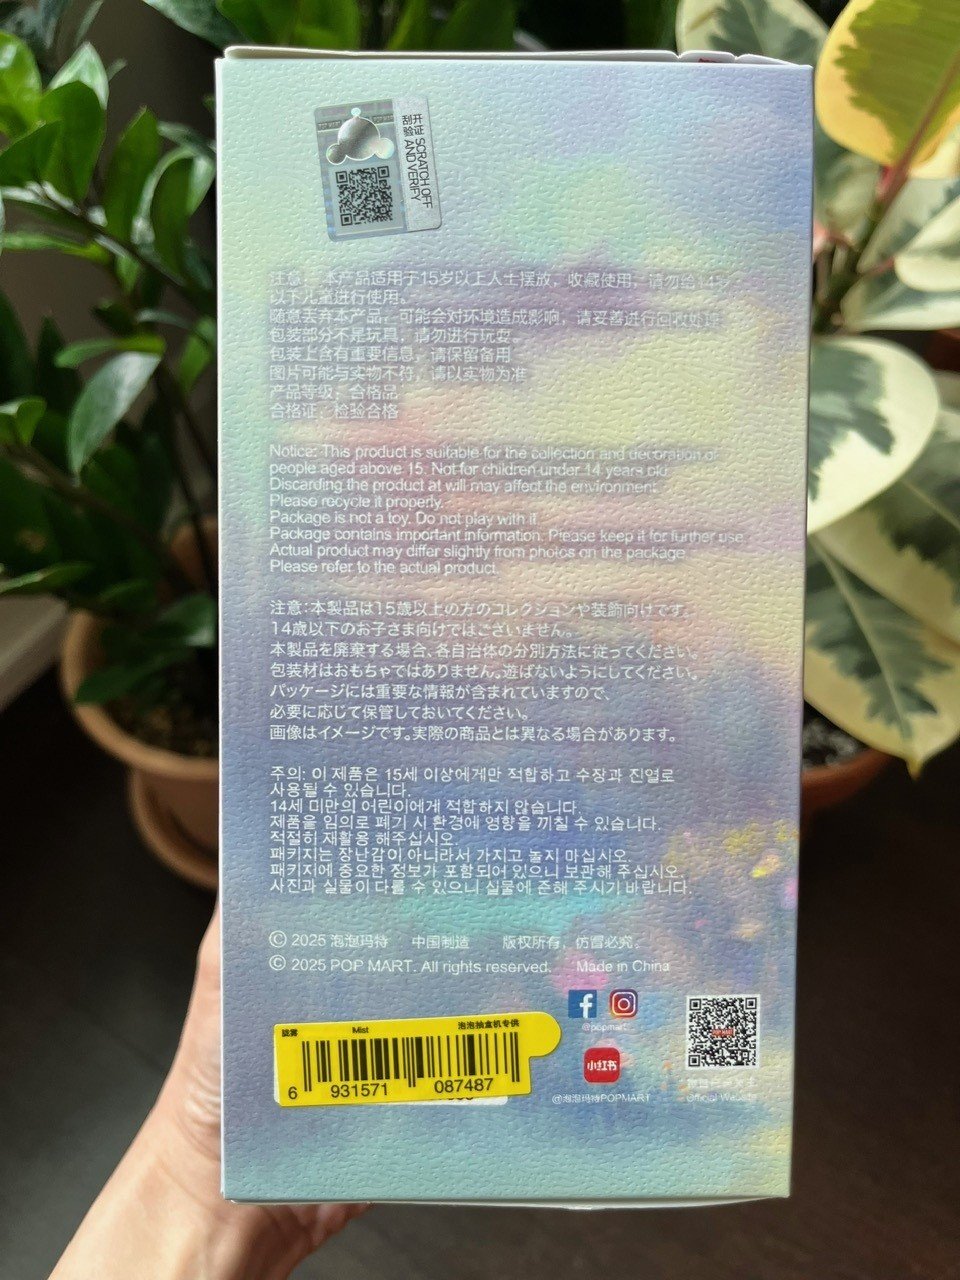 POP MART
开证 SCRATCH OFF
刮验 AND VERIFY
注意：本产品适用于15岁以上人士摆放，收藏使用，请勿给14岁
以下儿童进行使用。
随意丢弃本产品，可能会对环境造成影响，请妥善进行回收处理
包装部分不是玩具，请勿进行玩耍。
包装上含有重要信息，请保留备用
图片可能与实物不符，请以实物为准
产品等级：合格品
合格证：检验合格
Notice: This product is suitable for the collection and decoration of
people aged above 15. Not for children under 14 years old
Discarding the product at will may affect the environment.
Please recycle it properly.
Package is not a toy. Do not play with it.
Package contains important information. Please keep it for further use.
Actual product may differ slightly from photos on the package
Please refer to the actual product.
注意：本製品は15歳以上の方のコレクションや装飾向けです。
14歳以下のお子さま向けではございません。
本製品を廃棄する場合、各自治体の分別方法に従ってください。
包装材はおもちゃではありません。遊ばないようにしてください。
パッケージには重要な情報が含まれていますので、
必要に応じて保管しておいてください。
画像はイメージです。実際の商品とは異なる場合があります。
주의: 이 제품은 15세 이상에게만 적합하고 수장과 진열로
사용될 수 있습니다.
14세 미만의 어린이에게 적합하지 않습니다.
제품을 임의로 폐기 시 환경에 영향을 끼칠 수 있습니다.
적절히 재활용 해주십시오.
패키지는 장난감이 아니라서 가지고 놀지 마십시오.
패키지에 중요한 정보가 포함되어 있으니 보관해 주십시오.
사진과 실물이 다를 수 있으니 실물에 준해 주시기 바랍니다.
© 2025 泡泡玛特 中国制造 版权所有，仿冒必究。
© 2025 POP MART. All rights reserved. Made in China
@popmart
小红书
@泡泡玛特POPMART
POP MART
Official Website
胧雾 Mist 泡泡抽盒机专供
6 931571 087487